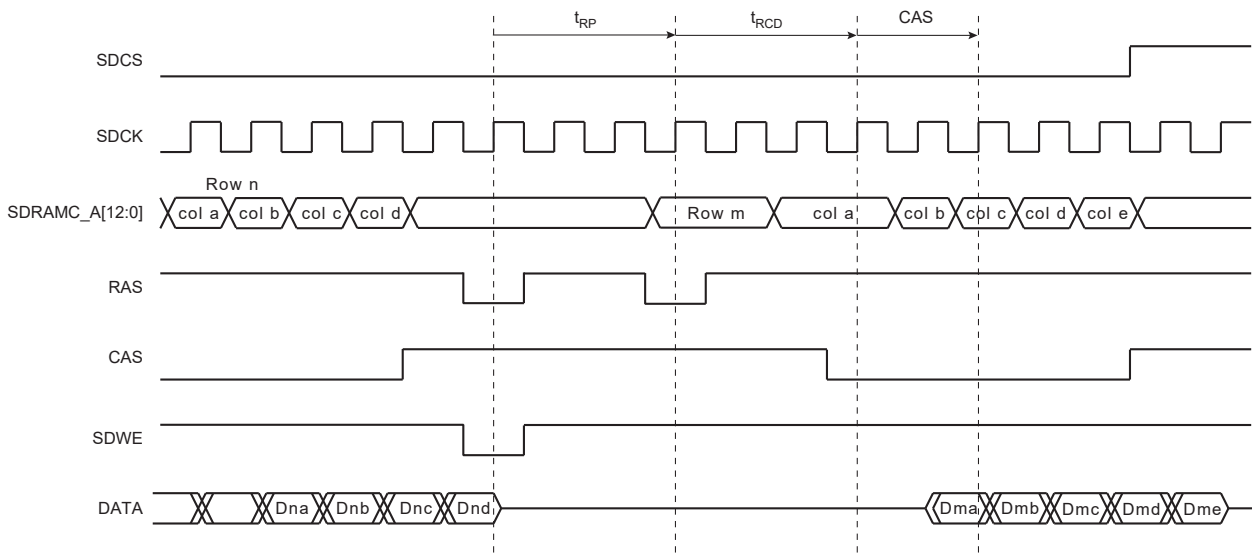 tRP tRCD CAS
SDCS
SDCK
Row n
SDRAMC_A[12:0] col a col b col c col d Row m col a col b col c col d col e
RAS
CAS
SDWE
DATA Dna Dnb Dnc Dnd Dma Dmb Dmc Dmd Dme